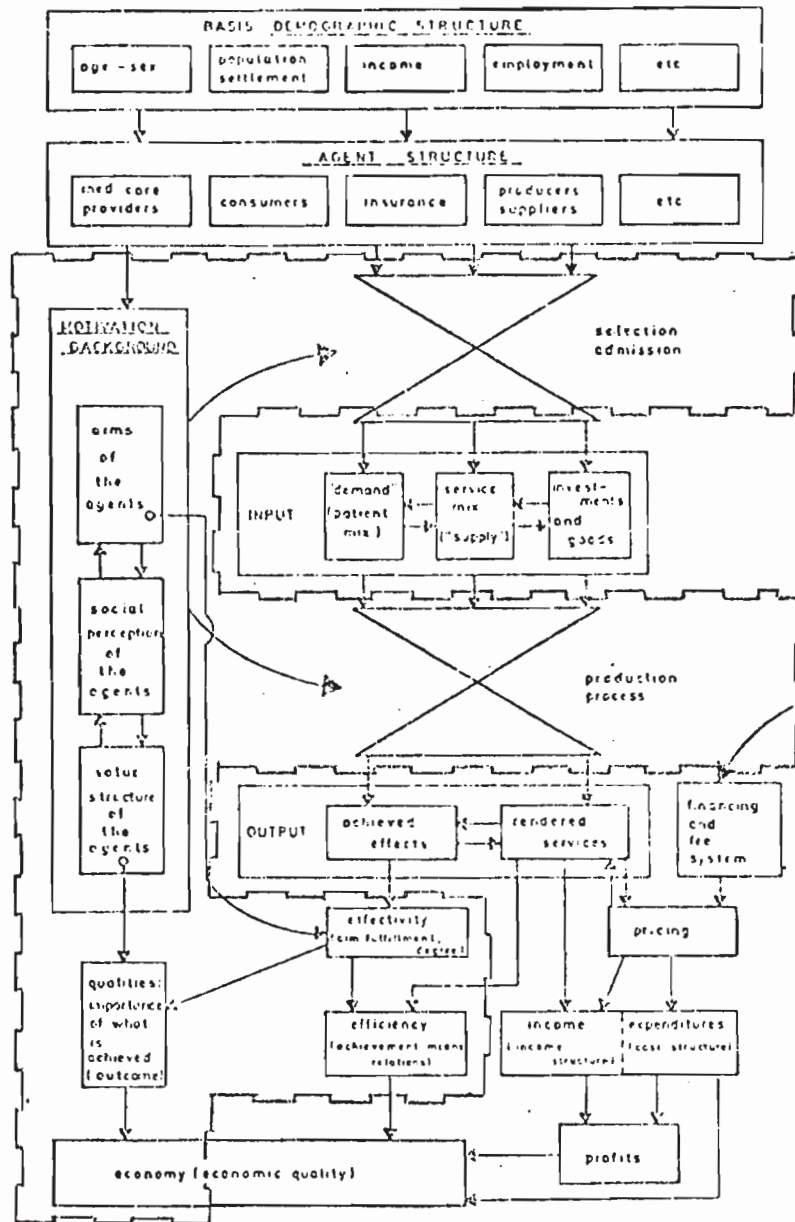 BASIS DEMOGRAPHIC STRUCTURE
age-sex
population
settlement
income
employment
etc
AGENT STRUCTURE
med care
providers
consumers
insurance
producers
suppliers
etc
MOTIVATION
BACKGROUND
selection
admission
aims
of
the
agents
INPUT
"demand"
(patient
mix)
service
mix
("supply")
invest-
ments
and
goods
social
perception
of
the
agents
production
process
value
structure
of
the
agents
OUTPUT
achieved
effects
rendered
services
financing
and
fee
system
effectivity
(aim fulfillment,
degree)
pricing
qualities:
importance
of what
is
achieved
(outcome)
efficiency
(achievement means
relations)
income
(income
structure)
expenditures
(cost structure)
profits
economy (economic quality)